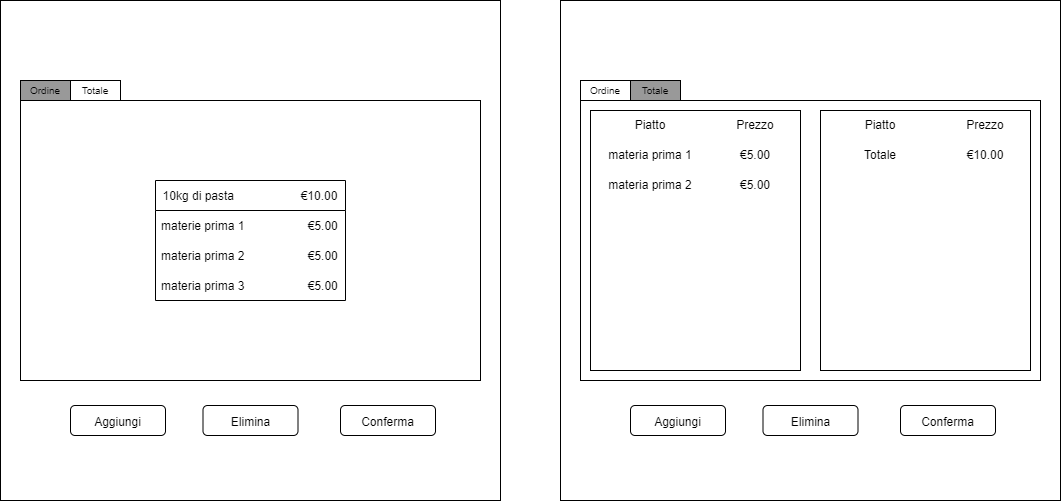 Ordine Totale
10kg di pasta €10.00
materie prima 1 €5.00
materia prima 2 €5.00
materia prima 3 €5.00
Aggiungi Elimina Conferma
Ordine Totale
Piatto Prezzo
materia prima 1 €5.00
materia prima 2 €5.00
Piatto Prezzo
Totale €10.00
Aggiungi Elimina Conferma